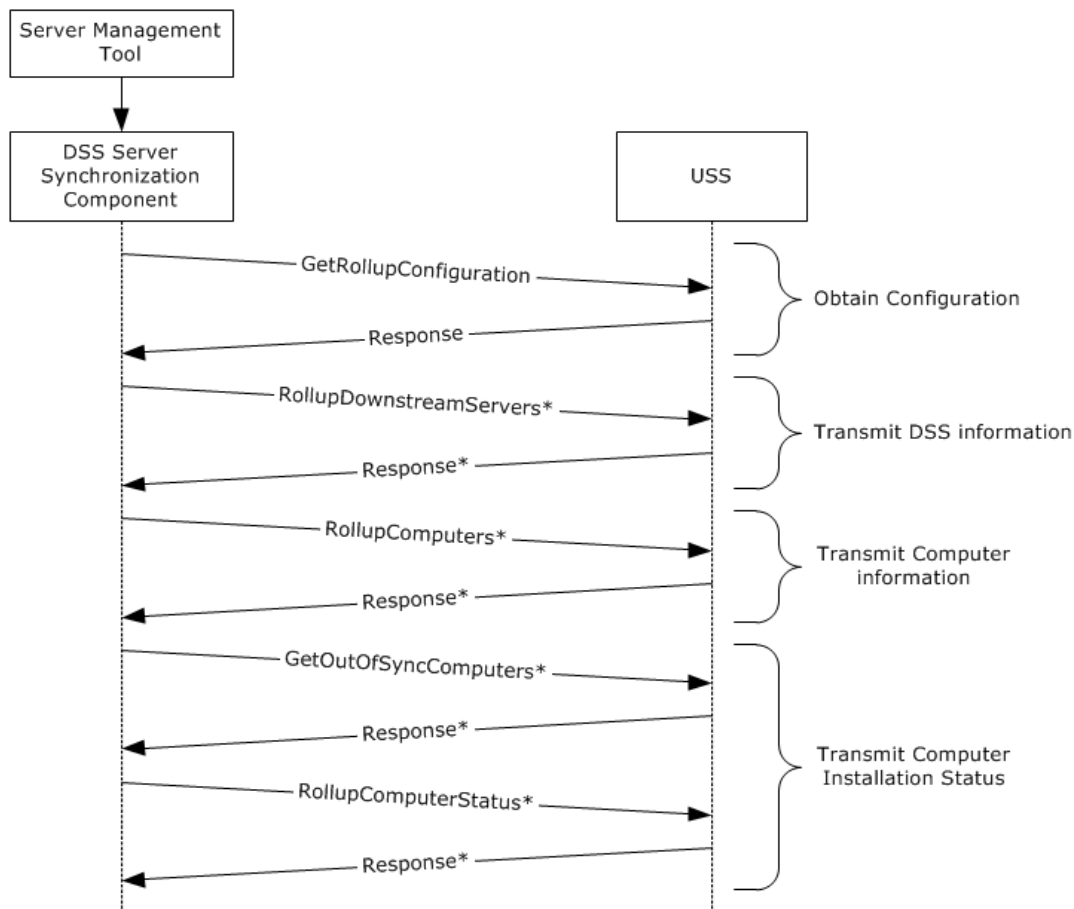 Server Management
Tool
DSS Server
Synchronization
Component
USS
GetRollupConfiguration
Response
Obtain Configuration
RollupDownstreamServers*
Response*
Transmit DSS information
RollupComputers*
Response*
Transmit Computer
information
GetOutOfSyncComputers*
Response*
RollupComputerStatus*
Response*
Transmit Computer
Installation Status